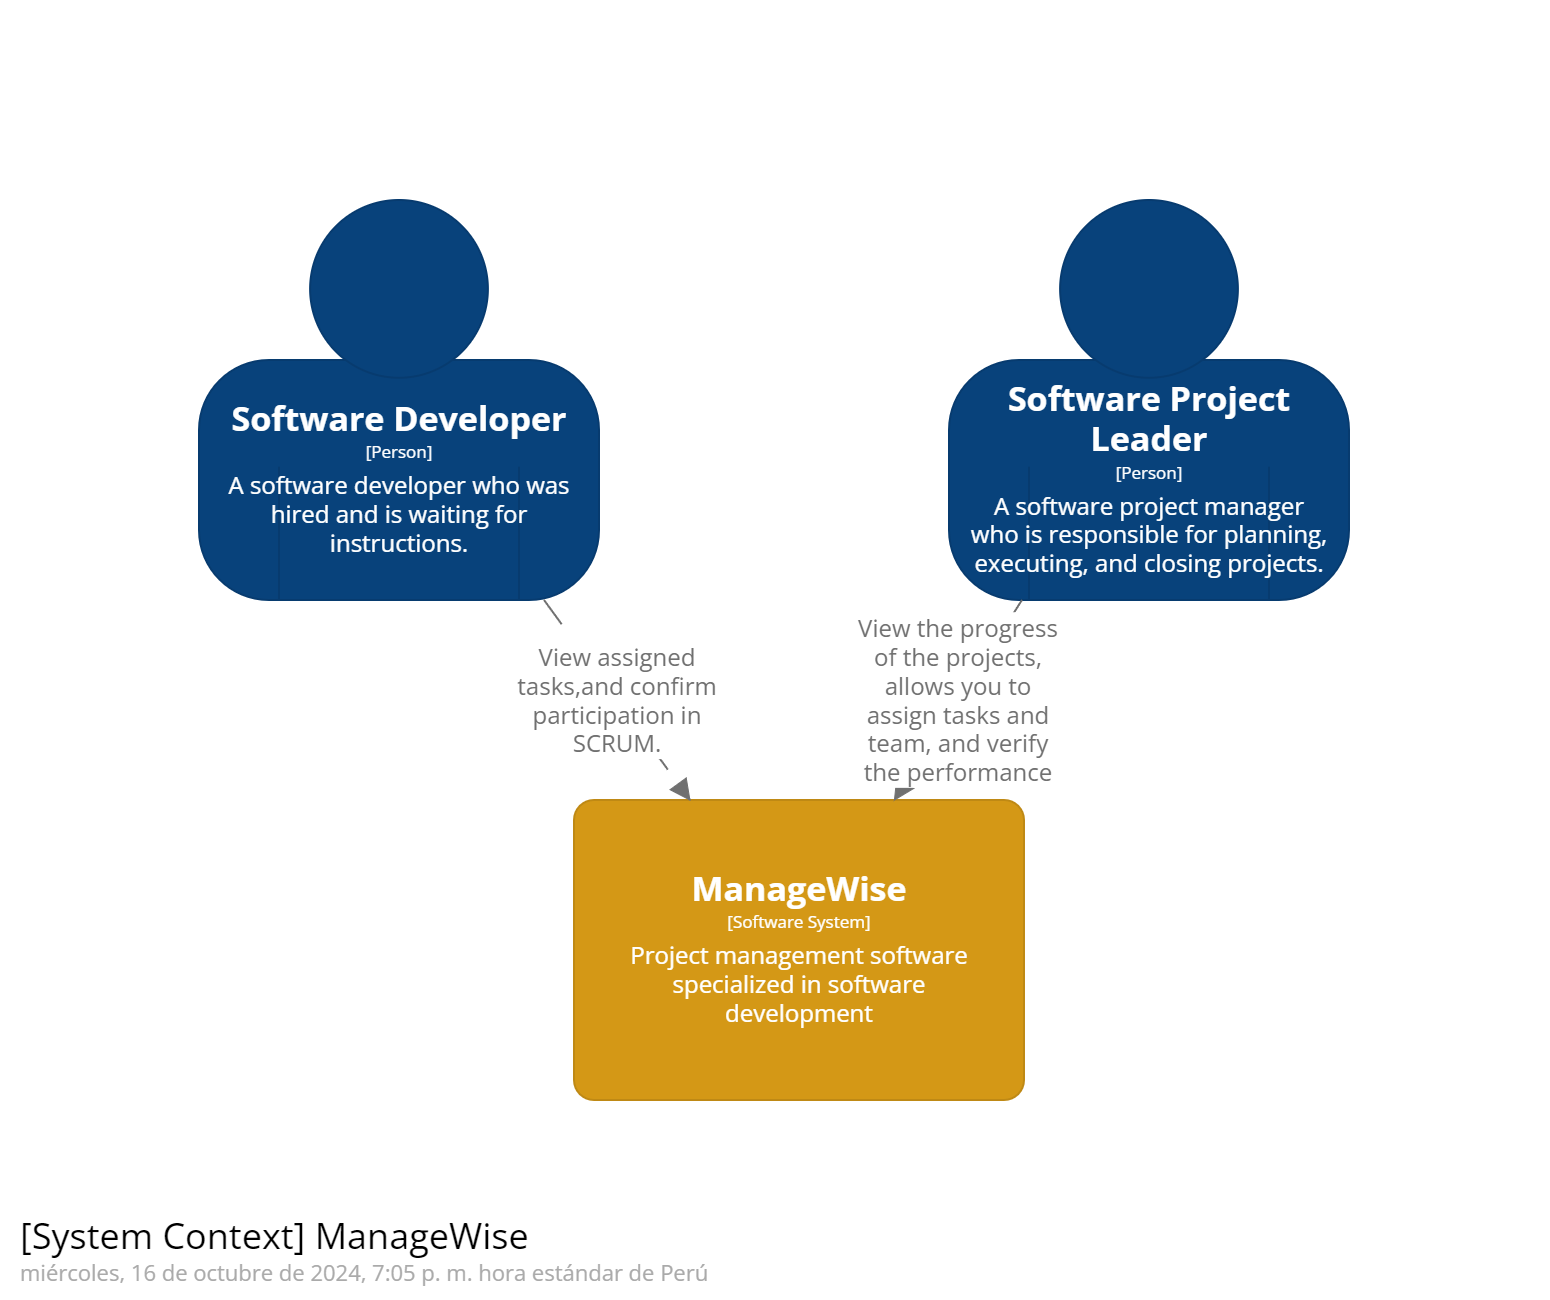 Software Developer
[Person]
A software developer who was
hired and is waiting for
instructions.
Software Project
Leader
[Person]
A software project manager
who is responsible for planning,
executing, and closing projects.
View assigned
tasks,and confirm
participation in
SCRUM.
View the progress
of the projects,
allows you to
assign tasks and
team, and verify
the performance
ManageWise
[Software System]
Project management software
specialized in software
development
[System Context] ManageWise
miércoles, 16 de octubre de 2024, 7:05 p. m. hora estándar de Perú